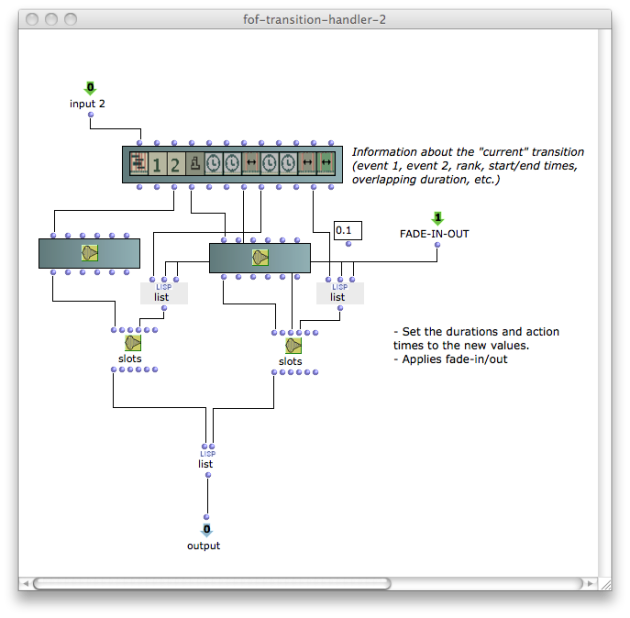 fof-transition-handler-2
0
input 2
1 2
Information about the "current" transition
(event 1, event 2, rank, start/end times,
overlapping duration, etc.)
0.1
1
FADE-IN-OUT
LISP
list
LISP
list
slots
slots
- Set the durations and action
times to the new values.
- Applies fade-in/out
LISP
list
0
output